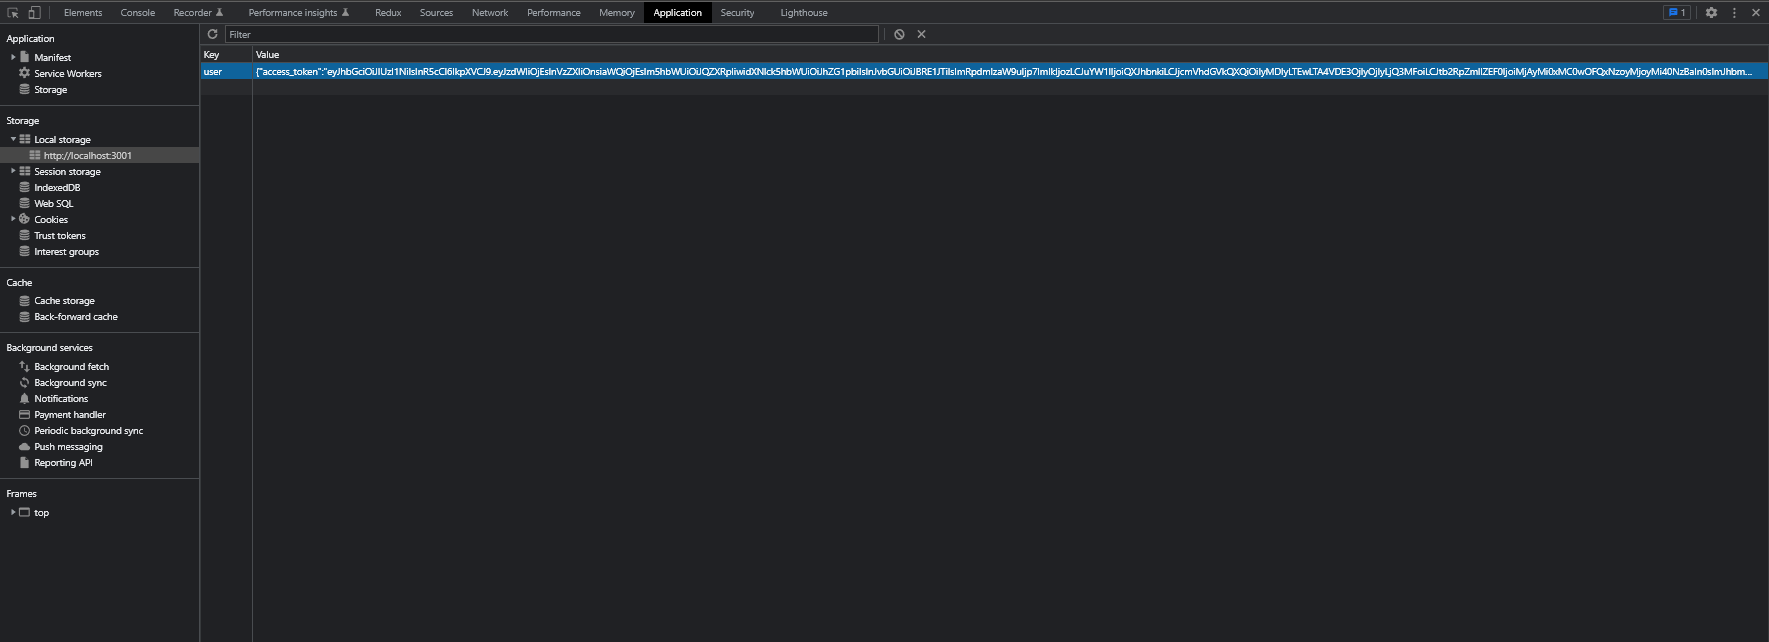 Elements Console Recorder Performance insights Redux Sources Network Performance Memory Application Security Lighthouse 1
Application
Manifest
Service Workers
Storage
Storage
Local storage
http://localhost:3001
Session storage
IndexedDB
Web SQL
Cookies
Trust tokens
Interest groups
Cache
Cache storage
Back-forward cache
Background services
Background fetch
Background sync
Notifications
Payment handler
Periodic background sync
Push messaging
Reporting API
Frames
top
Filter
Key Value
user {"access_token":